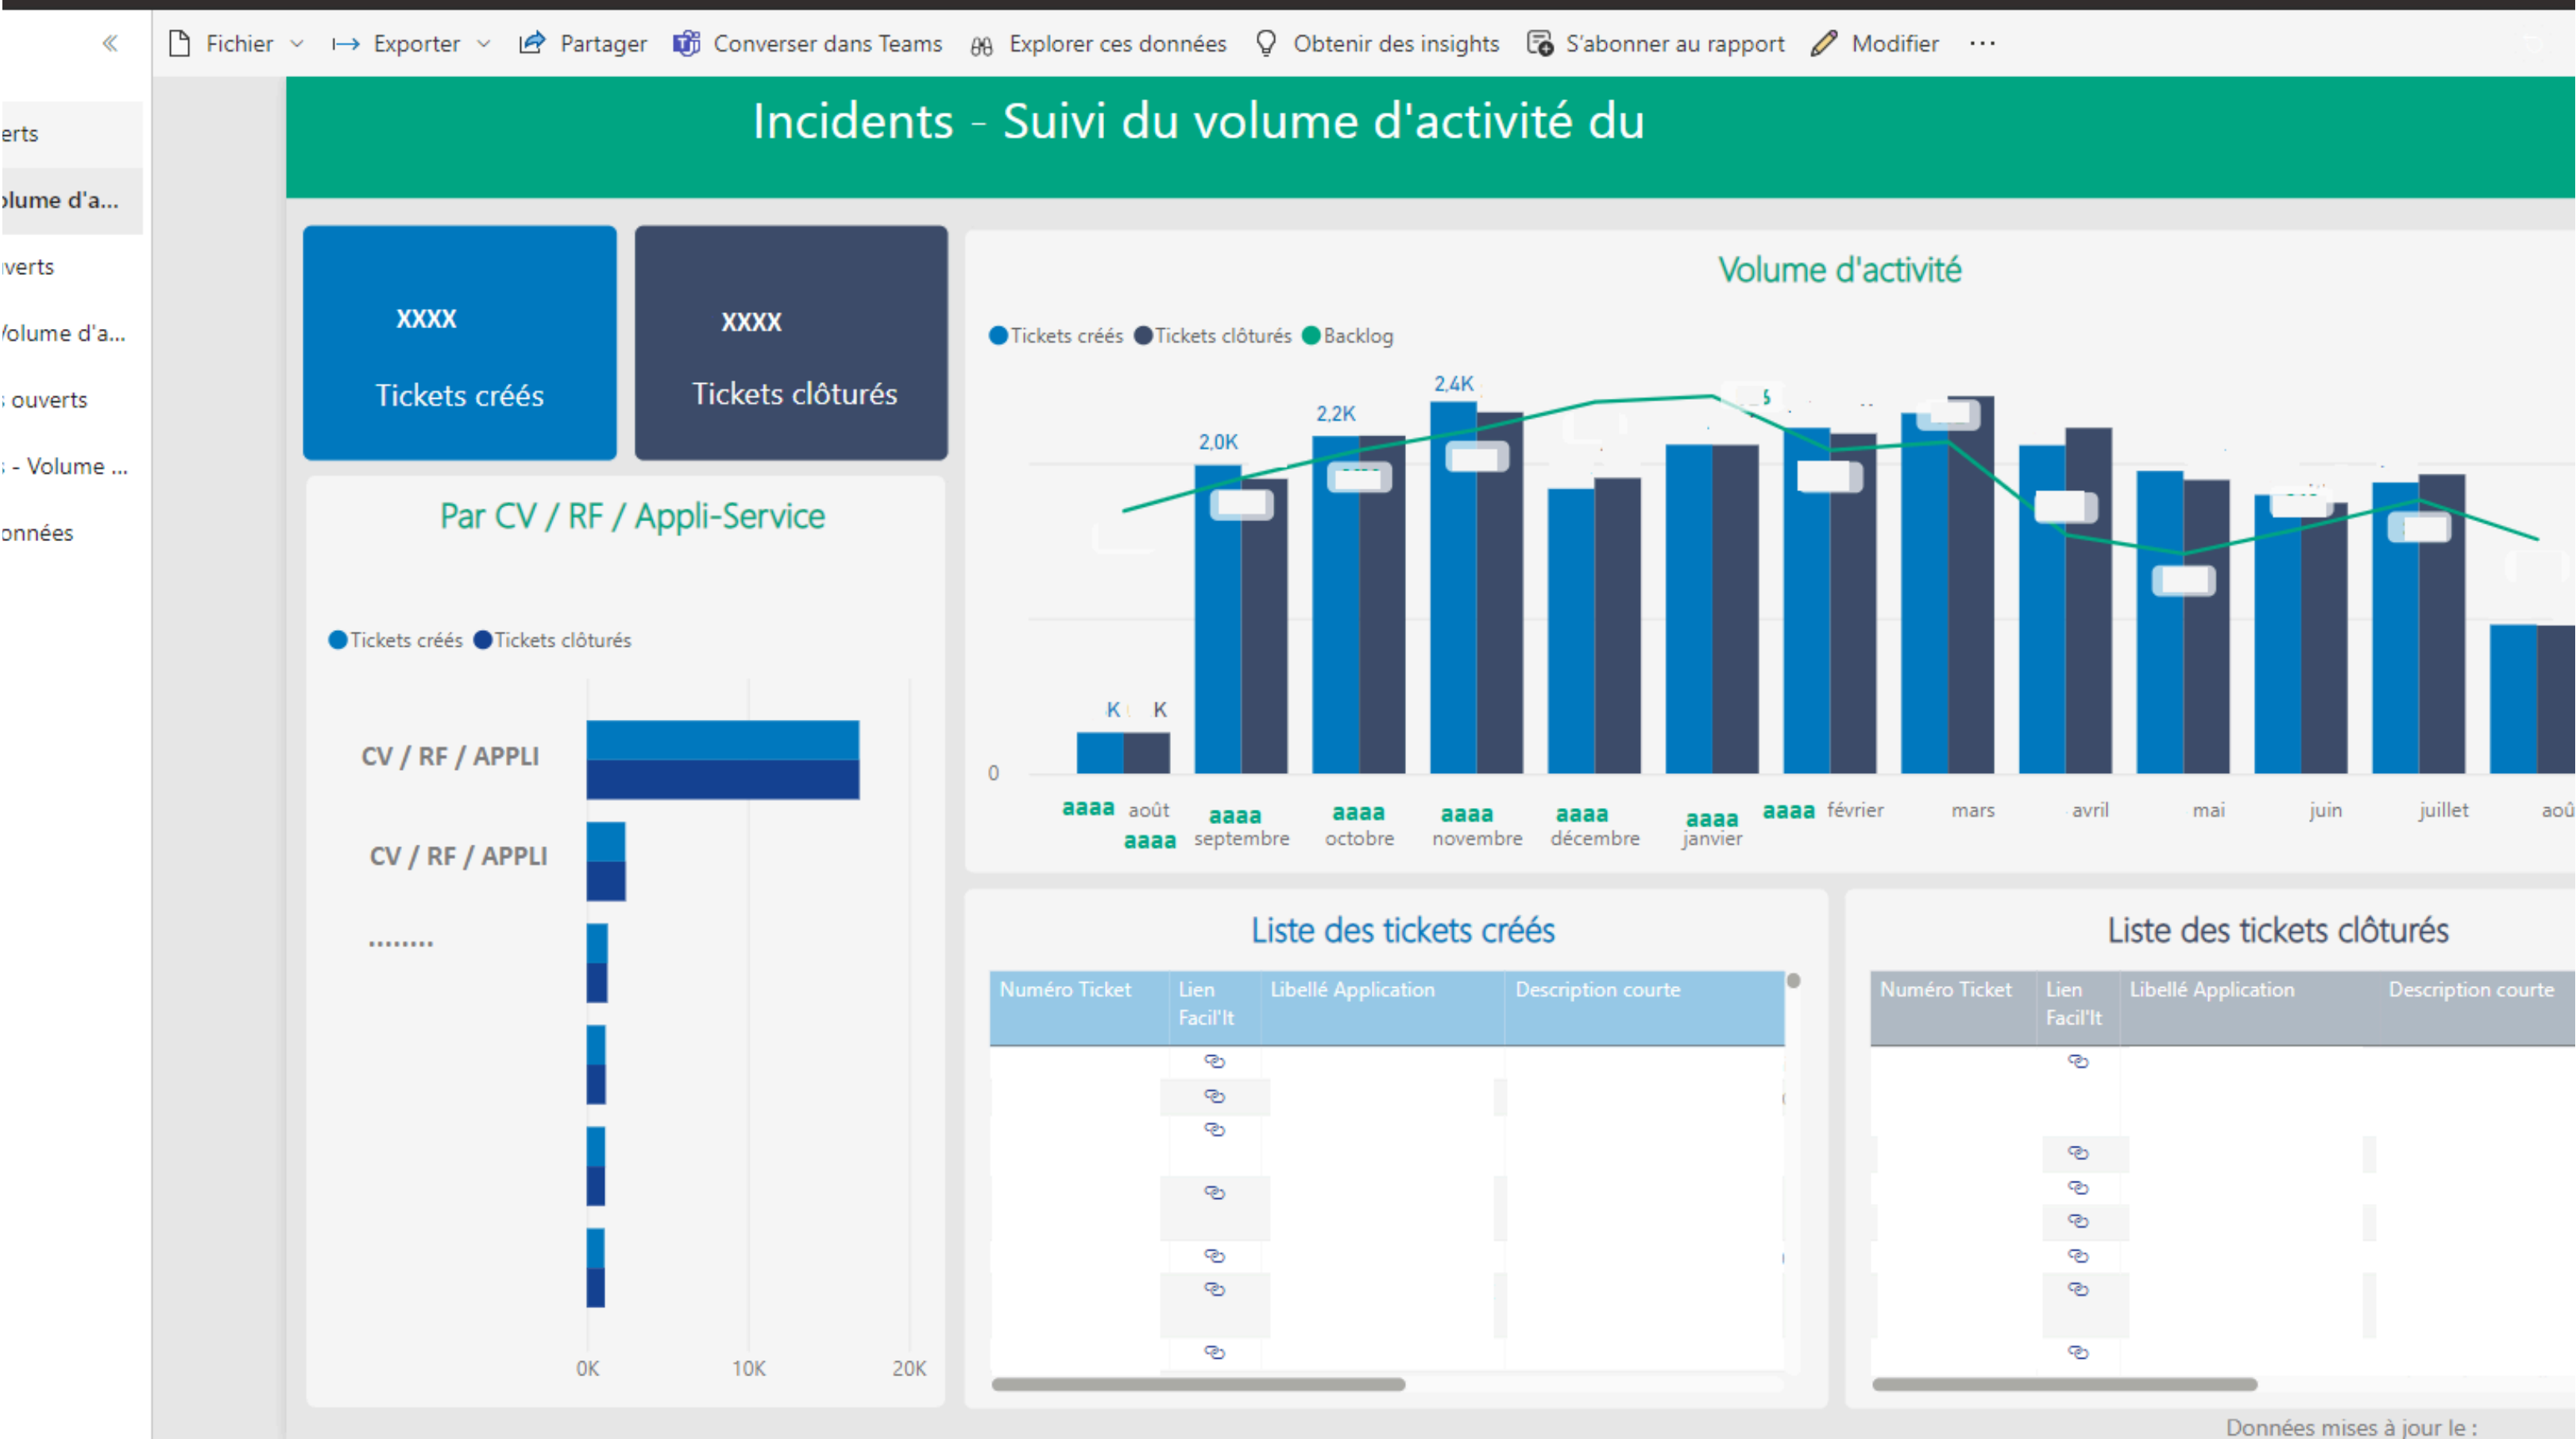 Fichier Exporter Partager Converser dans Teams Explorer ces données Obtenir des insights S'abonner au rapport Modifier ...
erts
olume d'a...
verts
Volume d'a...
ouverts
- Volume ...
onnées
Incidents - Suivi du volume d'activité du
xxxx
Tickets créés
xxxx
Tickets clôturés
Par CV / RF / Appli-Service
Tickets créés Tickets clôturés
CV / RF / APPLI
CV / RF / APPLI
........
0K 10K 20K
Volume d'activité
Tickets créés Tickets clôturés Backlog
2,4K
2,2K
2,0K
K K
0
aaaa août aaaa aaaa aaaa aaaa aaaa aaaa février mars avril mai juin juillet aoû
aaaa septembre octobre novembre décembre janvier
Liste des tickets créés
Numéro Ticket Lien Libellé Application Description courte
Facil'It
Liste des tickets clôturés
Numéro Ticket Lien Libellé Application Description courte
Facil'It
Données mises à jour le :